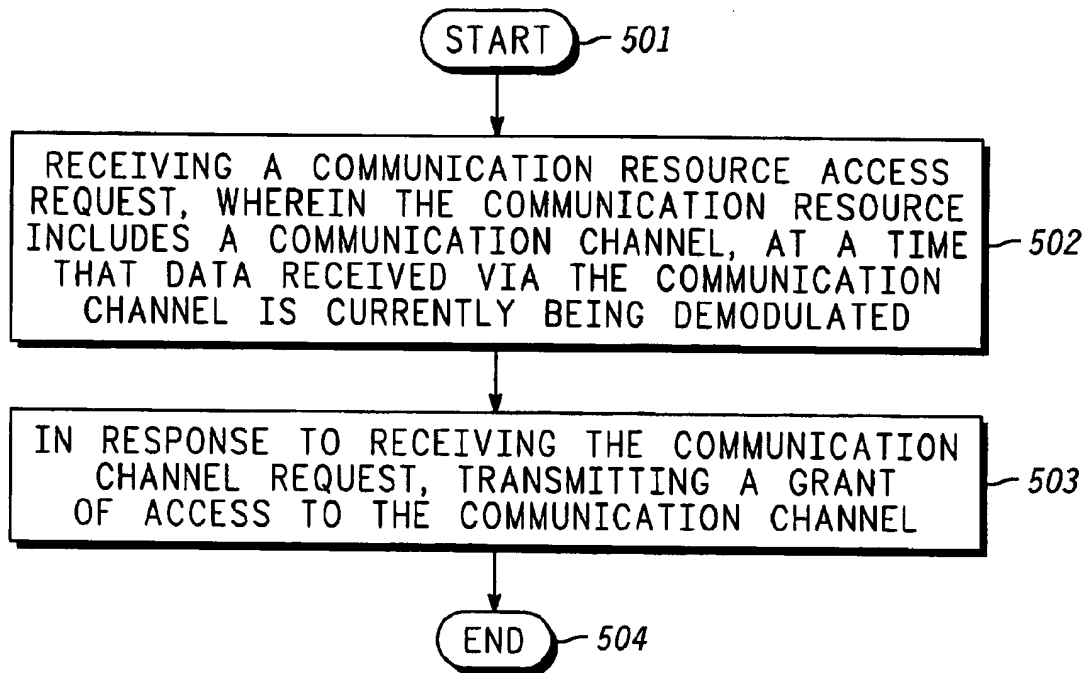 START 501
RECEIVING A COMMUNICATION RESOURCE ACCESS
REQUEST, WHEREIN THE COMMUNICATION RESOURCE
INCLUDES A COMMUNICATION CHANNEL, AT A TIME
THAT DATA RECEIVED VIA THE COMMUNICATION
CHANNEL IS CURRENTLY BEING DEMODULATED
502
IN RESPONSE TO RECEIVING THE COMMUNICATION
CHANNEL REQUEST, TRANSMITTING A GRANT
OF ACCESS TO THE COMMUNICATION CHANNEL
503
END 504